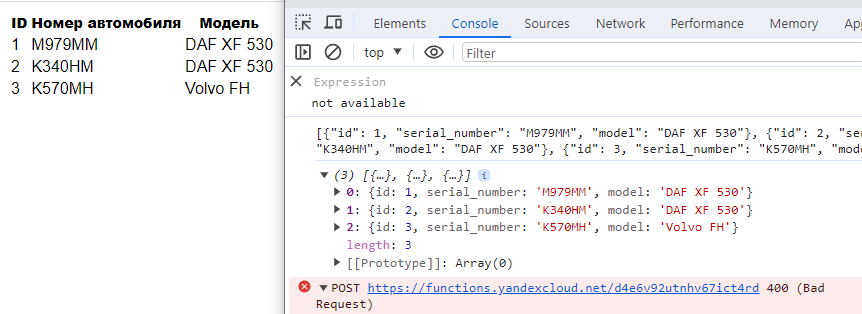 ID Номер автомобиля Модель
1 M979MM DAF XF 530
2 K340HM DAF XF 530
3 K570MH Volvo FH
Elements Console Sources Network Performance Memory
top Filter
Expression
not available
[{"id": 1, "serial_number": "M979MM", "model": "DAF XF 530"}, {"id": 2,
"K340HM", "model": "DAF XF 530"}, {"id": 3, "serial_number": "K570MH",
(3) [{…}, {…}, {…}] i
0: {id: 1, serial_number: 'M979MM', model: 'DAF XF 530'}
1: {id: 2, serial_number: 'K340HM', model: 'DAF XF 530'}
2: {id: 3, serial_number: 'K570MH', model: 'Volvo FH'}
length: 3
[[Prototype]]: Array(0)
POST https://functions.yandexcloud.net/d4e6v92utnhv67ict4rd 400 (Bad
Request)